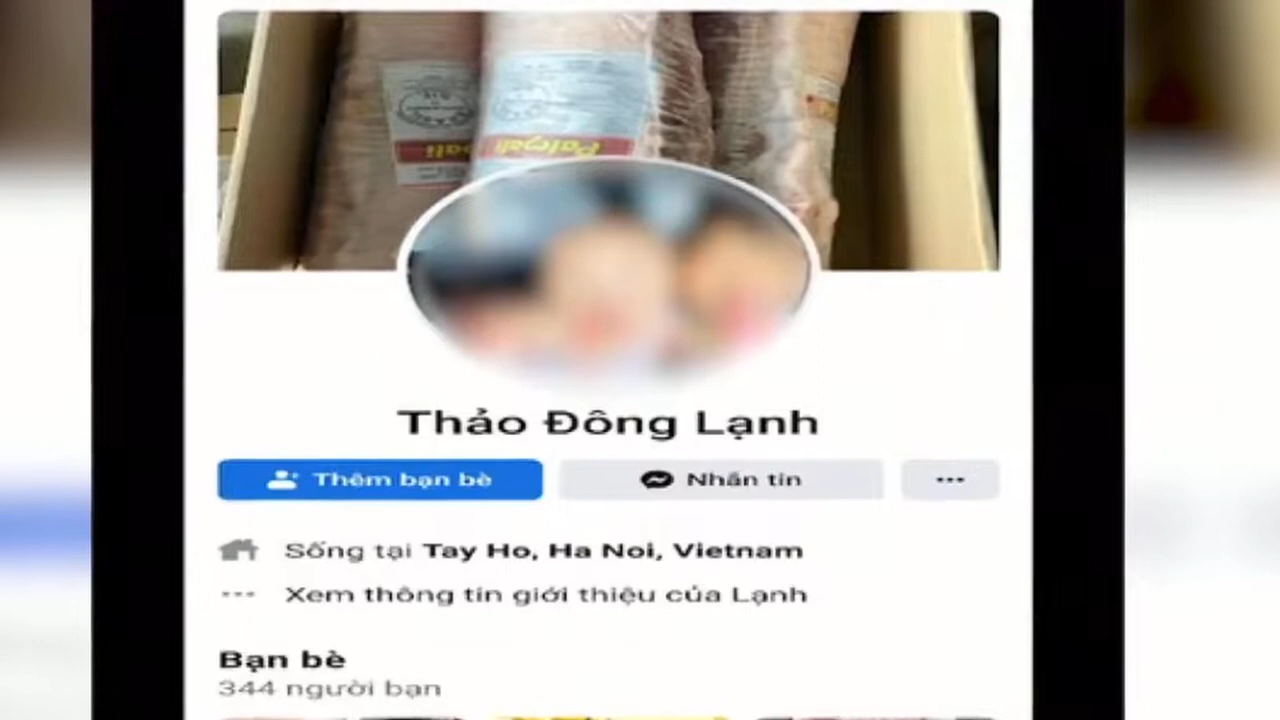 Thảo Đông Lạnh
Thêm bạn bè
Nhắn tin
Sống tại Tay Ho, Ha Noi, Vietnam
Xem thông tin giới thiệu của Lạnh
Bạn bè
344 người bạn